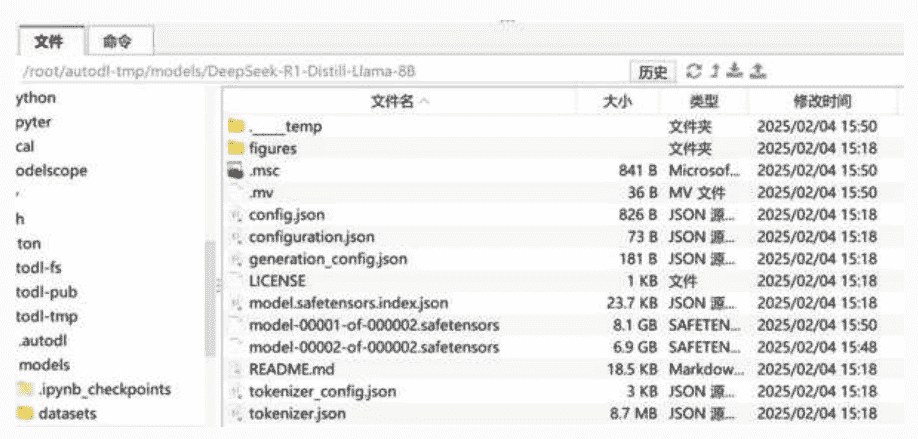 文件 命令
/root/autodl-tmp/models/DeepSeek-R1-Distill-Llama-8B 历史
ython
pyter
cal
odelscope
h
ton
todl-fs
todl-pub
todl-tmp
.autodl
models
.ipynb_checkpoints
datasets
文件名 大小 类型 修改时间
.____temp 文件夹 2025/02/04 15:50
figures 文件夹 2025/02/04 15:18
.msc 841 B Microsof... 2025/02/04 15:50
.mv 36 B MV 文件 2025/02/04 15:50
config.json 826 B JSON 源... 2025/02/04 15:18
configuration.json 73 B JSON 源... 2025/02/04 15:18
generation_config.json 181 B JSON 源... 2025/02/04 15:18
LICENSE 1 KB 文件 2025/02/04 15:18
model.safetensors.index.json 23.7 KB JSON 源... 2025/02/04 15:18
model-00001-of-000002.safetensors 8.1 GB SAFETEN... 2025/02/04 15:50
model-00002-of-000002.safetensors 6.9 GB SAFETEN... 2025/02/04 15:48
README.md 18.5 KB Markdow... 2025/02/04 15:18
tokenizer_config.json 3 KB JSON 源... 2025/02/04 15:18
tokenizer.json 8.7 MB JSON 源... 2025/02/04 15:18